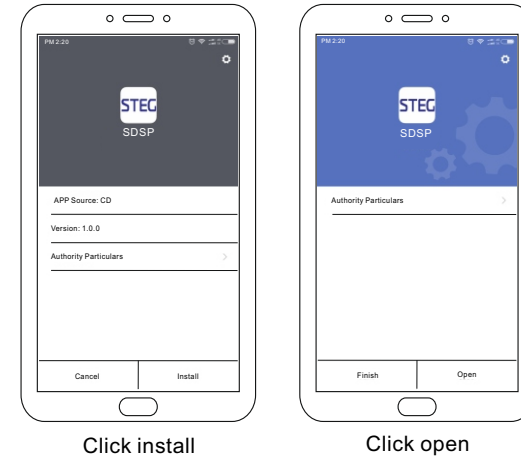 PM 2:20
STEG
SDSP
APP Source: CD
Version: 1.0.0
Authority Particulars
Cancel
Install
Click install
PM 2:20
STEG
SDSP
Authority Particulars
Finish
Open
Click open